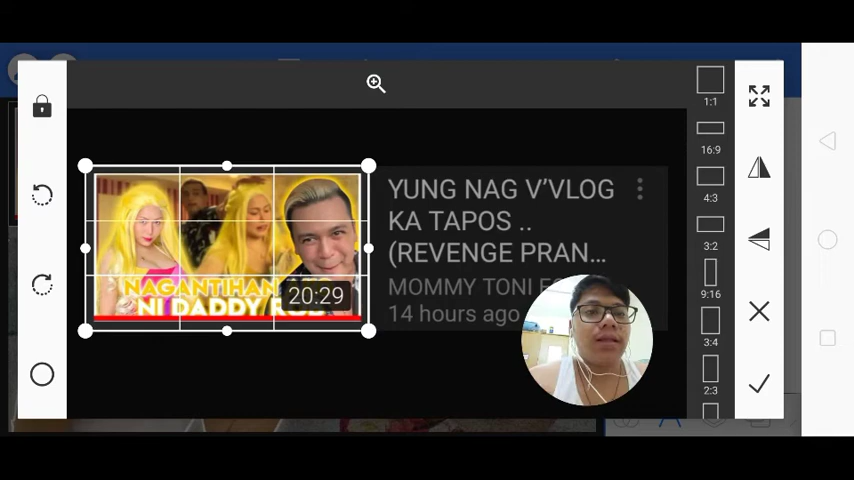 YUNG NAG V'VLOG
KA TAPOS ..
(REVENGE PRAN...
MOMMY TONI
14 hours ago
NAGANTIHAN
NI DADDY
20:29
1:1
16:9
4:3
3:2
9:16
3:4
2:3